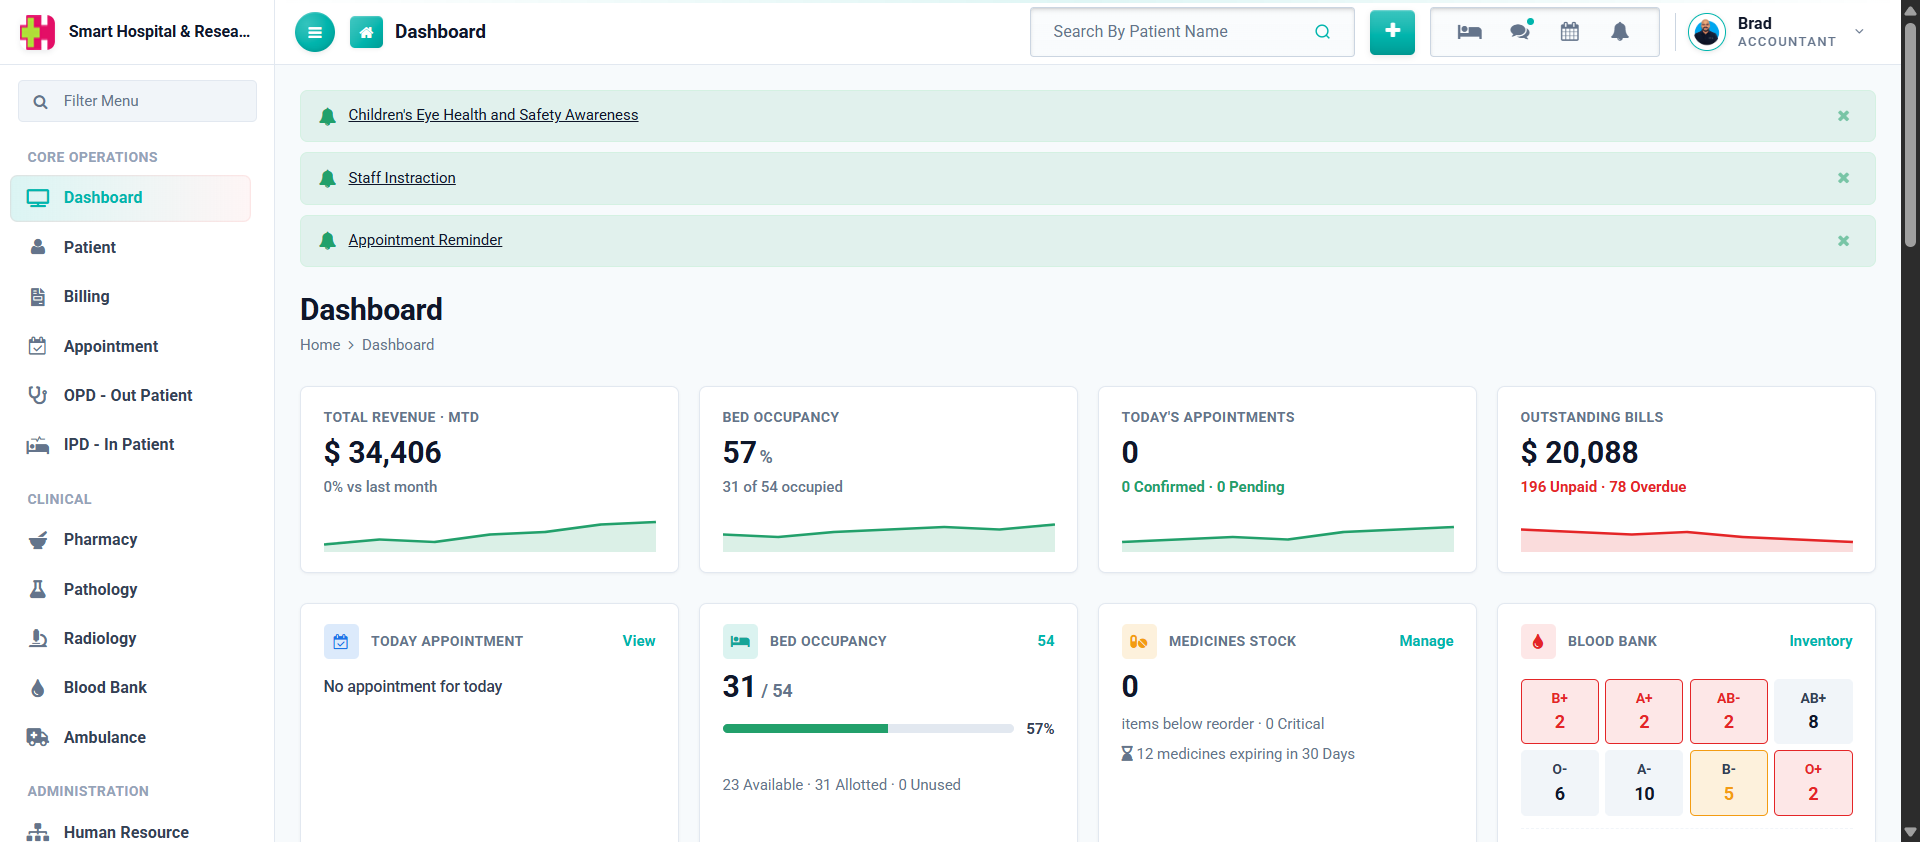 Smart Hospital & Resea...
Dashboard
Search By Patient Name
Brad
ACCOUNTANT
Filter Menu
CORE OPERATIONS
Dashboard
Patient
Billing
Appointment
OPD - Out Patient
IPD - In Patient
CLINICAL
Pharmacy
Pathology
Radiology
Blood Bank
Ambulance
ADMINISTRATION
Human Resource
Children's Eye Health and Safety Awareness
Staff Instraction
Appointment Reminder
Dashboard
Home > Dashboard
TOTAL REVENUE · MTD
$ 34,406
0% vs last month
BED OCCUPANCY
57 %
31 of 54 occupied
TODAY'S APPOINTMENTS
0
0 Confirmed · 0 Pending
OUTSTANDING BILLS
$ 20,088
196 Unpaid · 78 Overdue
TODAY APPOINTMENT View
No appointment for today
BED OCCUPANCY 54
31 / 54
57%
23 Available · 31 Allotted · 0 Unused
MEDICINES STOCK Manage
0
items below reorder · 0 Critical
12 medicines expiring in 30 Days
BLOOD BANK Inventory
B+ A+ AB- AB+
2 2 2 8
O- A- B- O+
6 10 5 2